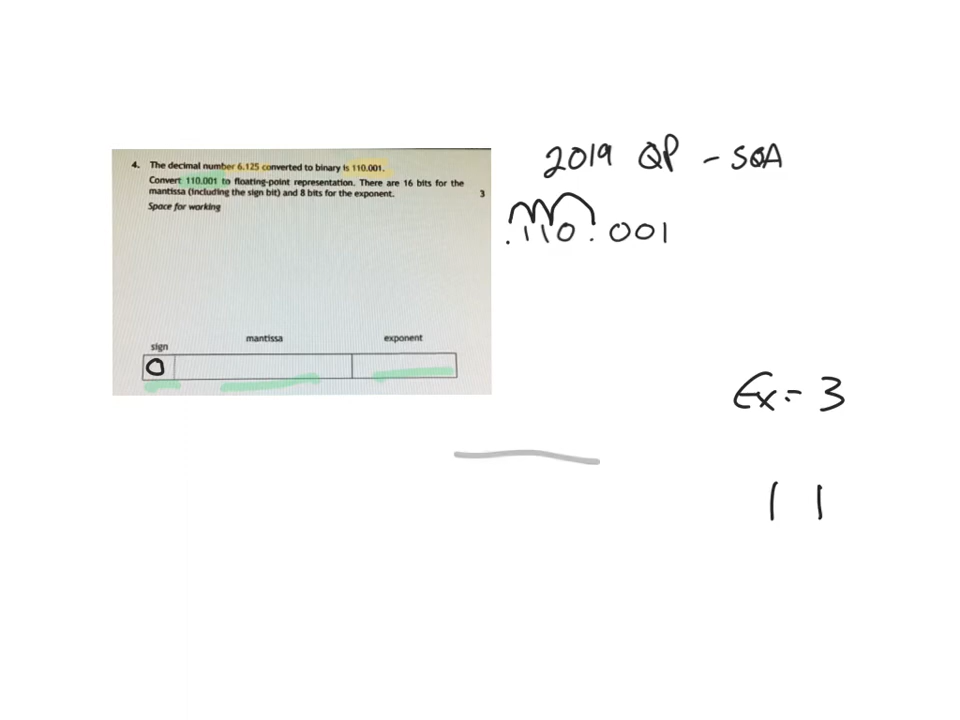 4. The decimal number 6.125 converted to binary is 110.001.
Convert 110.001 to floating-point representation. There are 16 bits for the
mantissa (including the sign bit) and 8 bits for the exponent.
3
Space for working
sign
mantissa
exponent
0
2019 QP - SQA
.110.001
Ex = 3
1 1